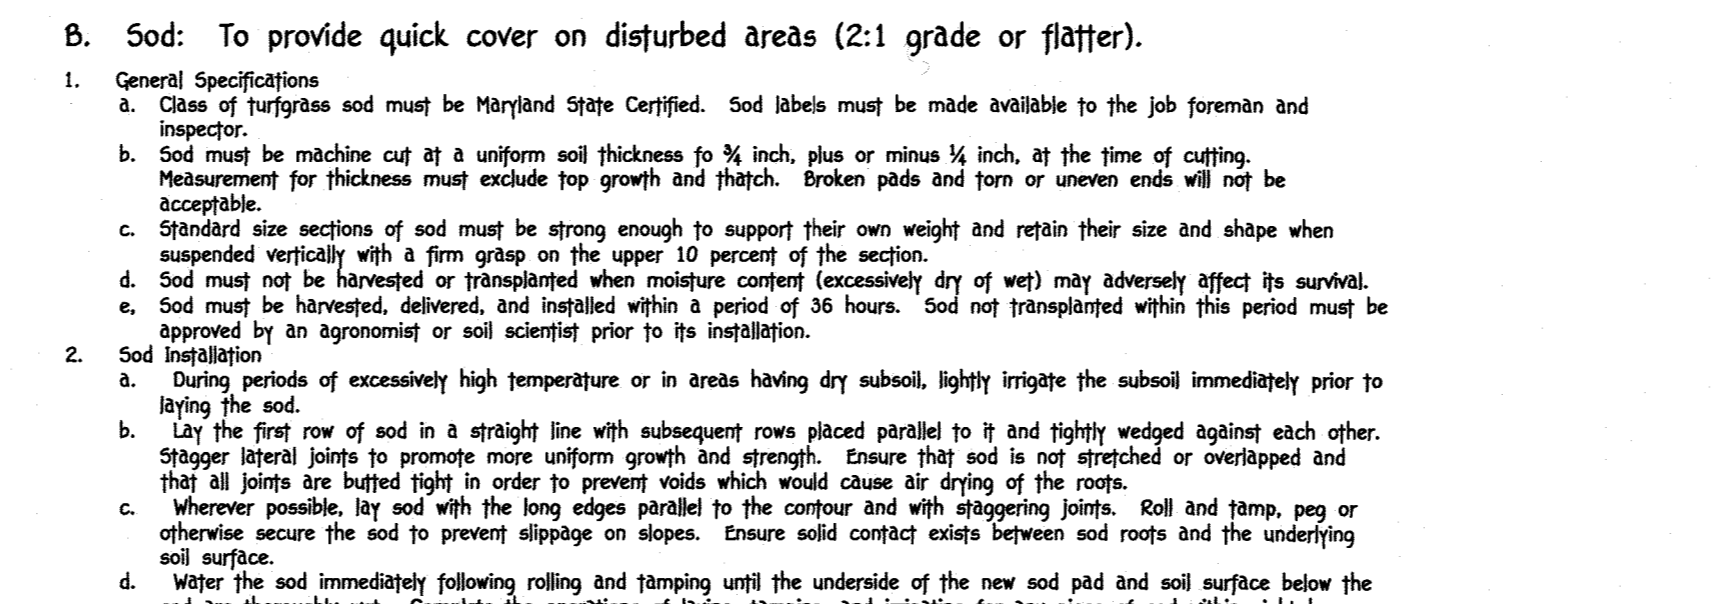 B. Sod: To provide quick cover on disturbed areas (2:1 grade or flatter).
1. General Specifications
a. Class of turfgrass sod must be Maryland State Certified. Sod labels must be made available to the job foreman and
inspector.
b. Sod must be machine cut at a uniform soil thickness fo ¾ inch, plus or minus ¼ inch, at the time of cutting.
Measurement for thickness must exclude top growth and thatch. Broken pads and torn or uneven ends will not be
acceptable.
c. Standard size sections of sod must be strong enough to support their own weight and retain their size and shape when
suspended vertically with a firm grasp on the upper 10 percent of the section.
d. Sod must not be harvested or transplanted when moisture content (excessively dry of wet) may adversely affect its survival.
e, Sod must be harvested, delivered, and installed within a period of 36 hours. Sod not transplanted within this period must be
approved by an agronomist or soil scientist prior to its installation.
2. Sod Installation
a. During periods of excessively high temperature or in areas having dry subsoil, lightly irrigate the subsoil immediately prior to
laying the sod.
b. Lay the first row of sod in a straight line with subsequent rows placed parallel to it and tightly wedged against each other.
Stagger lateral joints to promote more uniform growth and strength. Ensure that sod is not stretched or overlapped and
that all joints are butted tight in order to prevent voids which would cause air drying of the roots.
c. Wherever possible, lay sod with the long edges parallel to the contour and with staggering joints. Roll and tamp, peg or
otherwise secure the sod to prevent slippage on slopes. Ensure solid contact exists between sod roots and the underlying
soil surface.
d. Water the sod immediately following rolling and tamping until the underside of the new sod pad and soil surface below the